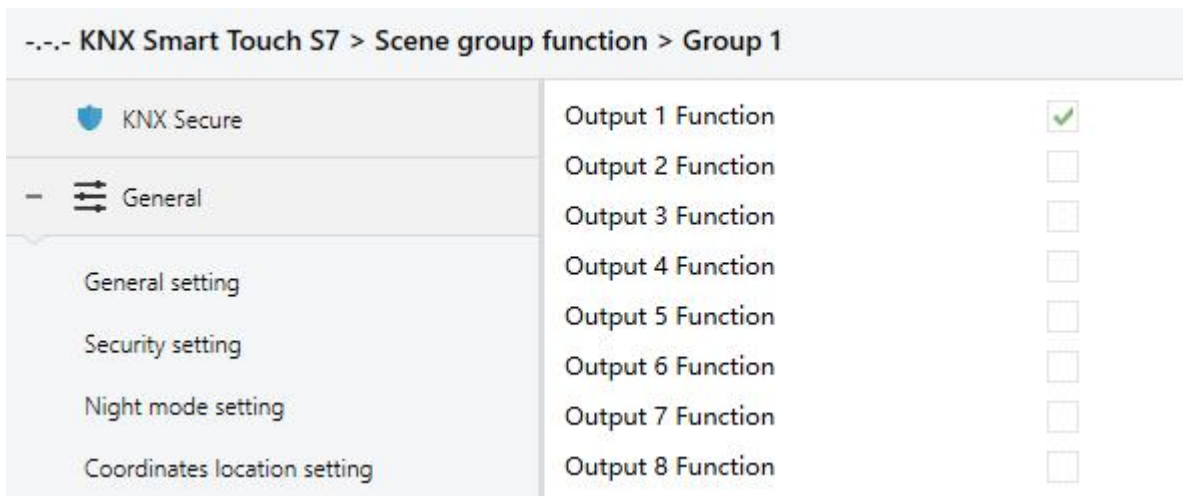 -.-.- KNX Smart Touch S7 > Scene group function > Group 1
KNX Secure
General
General setting
Security setting
Night mode setting
Coordinates location setting
Output 1 Function
Output 2 Function
Output 3 Function
Output 4 Function
Output 5 Function
Output 6 Function
Output 7 Function
Output 8 Function